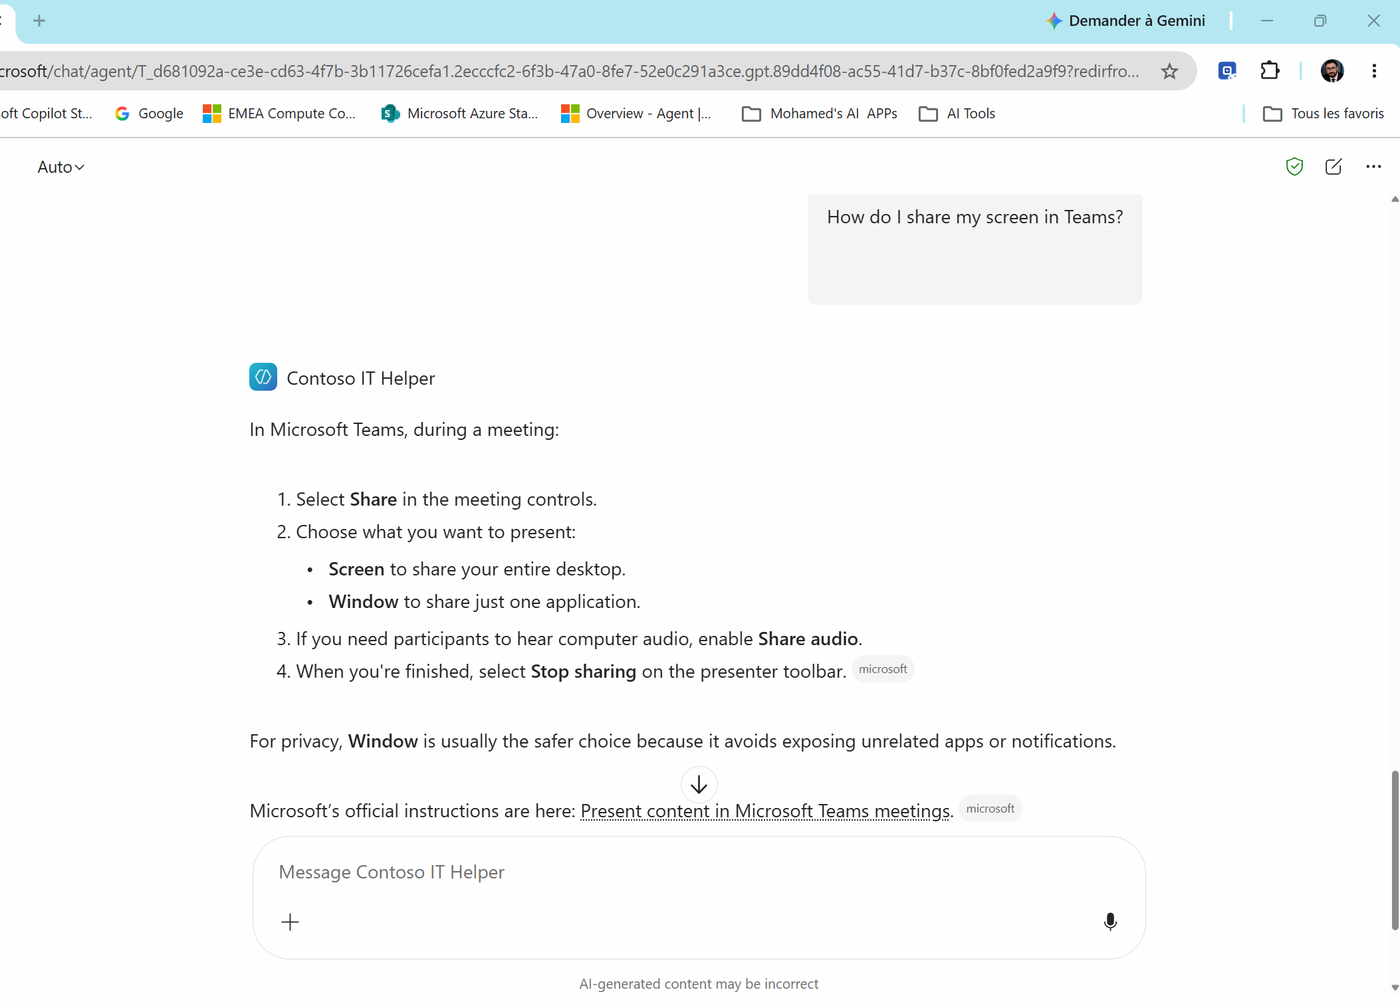 Demander à Gemini
crosoft/chat/agent/T_d681092a-ce3e-cd63-4f7b-3b11726cefa1.2ecccfc2-6f3b-47a0-8fe7-52e0c291a3ce.gpt.89dd4f08-ac55-41d7-b37c-8bf0fed2a9f9?redirfro...
oft Copilot St... Google EMEA Compute Co... Microsoft Azure Sta... Overview - Agent |... Mohamed's AI APPs AI Tools Tous les favoris
Auto
How do I share my screen in Teams?
Contoso IT Helper
In Microsoft Teams, during a meeting:
1. Select Share in the meeting controls.
2. Choose what you want to present:
• Screen to share your entire desktop.
• Window to share just one application.
3. If you need participants to hear computer audio, enable Share audio.
4. When you're finished, select Stop sharing on the presenter toolbar. microsoft
For privacy, Window is usually the safer choice because it avoids exposing unrelated apps or notifications.
Microsoft’s official instructions are here: Present content in Microsoft Teams meetings. microsoft
Message Contoso IT Helper
AI-generated content may be incorrect